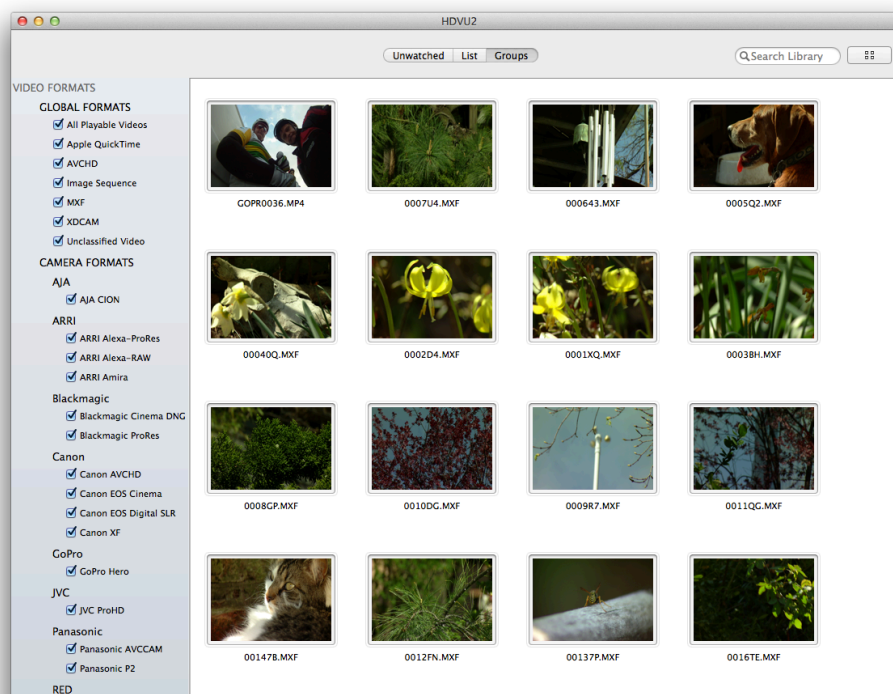 HDVU2
Unwatched List Groups
Search Library
VIDEO FORMATS
GLOBAL FORMATS
All Playable Videos
Apple QuickTime
AVCHD
Image Sequence
MXF
XDCAM
Unclassified Video
CAMERA FORMATS
AJA
AJA CION
ARRI
ARRI Alexa-ProRes
ARRI Alexa-RAW
ARRI Amira
Blackmagic
Blackmagic Cinema DNG
Blackmagic ProRes
Canon
Canon AVCHD
Canon EOS Cinema
Canon EOS Digital SLR
Canon XF
GoPro
GoPro Hero
JVC
JVC ProHD
Panasonic
Panasonic AVCCAM
Panasonic P2
RED
GOPR0036.MP4
0007U4.MXF
000643.MXF
0005Q2.MXF
00040Q.MXF
0002D4.MXF
0001XQ.MXF
0003BH.MXF
0008GP.MXF
0010DG.MXF
0009R7.MXF
0011QG.MXF
00147B.MXF
0012FN.MXF
00137P.MXF
0016TE.MXF